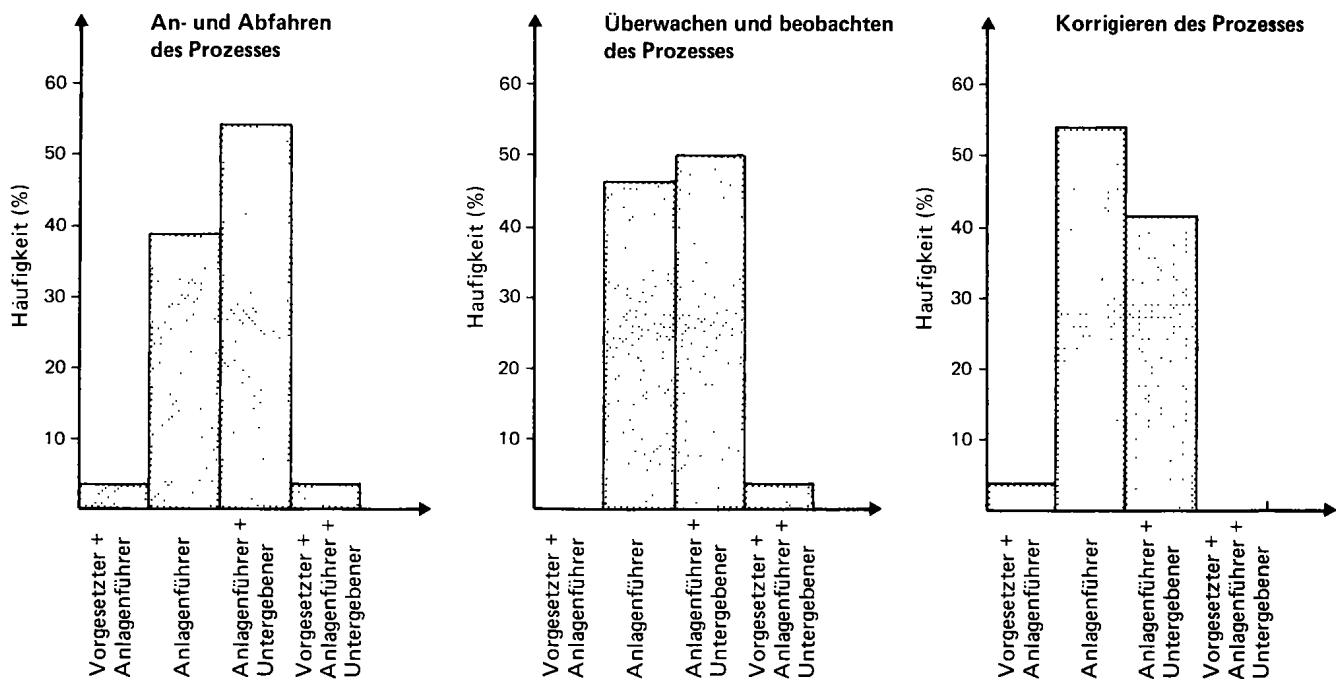 An- und Abfahren
des Prozesses
Häufigkeit (%)
60
50
40
30
20
10
Vorgesetzter +
Anlagenführer
Anlagenführer
Anlagenführer +
Untergebener
Vorgesetzter +
Anlagenführer +
Untergebener
Überwachen und beobachten
des Prozesses
Haufigkeit (%)
60
50
40
30
20
10
Vorgesetzter +
Anlagenführer
Anlagenführer
Anlagenführer +
Untergebener
Vorgesetzter +
Anlagenführer +
Untergebener
Korrigieren des Prozesses
Haufigkeit (%)
60
50
40
30
20
10
Vorgesetzter +
Anlagenführer
Anlagenführer
Anlagenführer +
Untergebener
Vorgesetzter +
Anlagenführer +
Untergebener